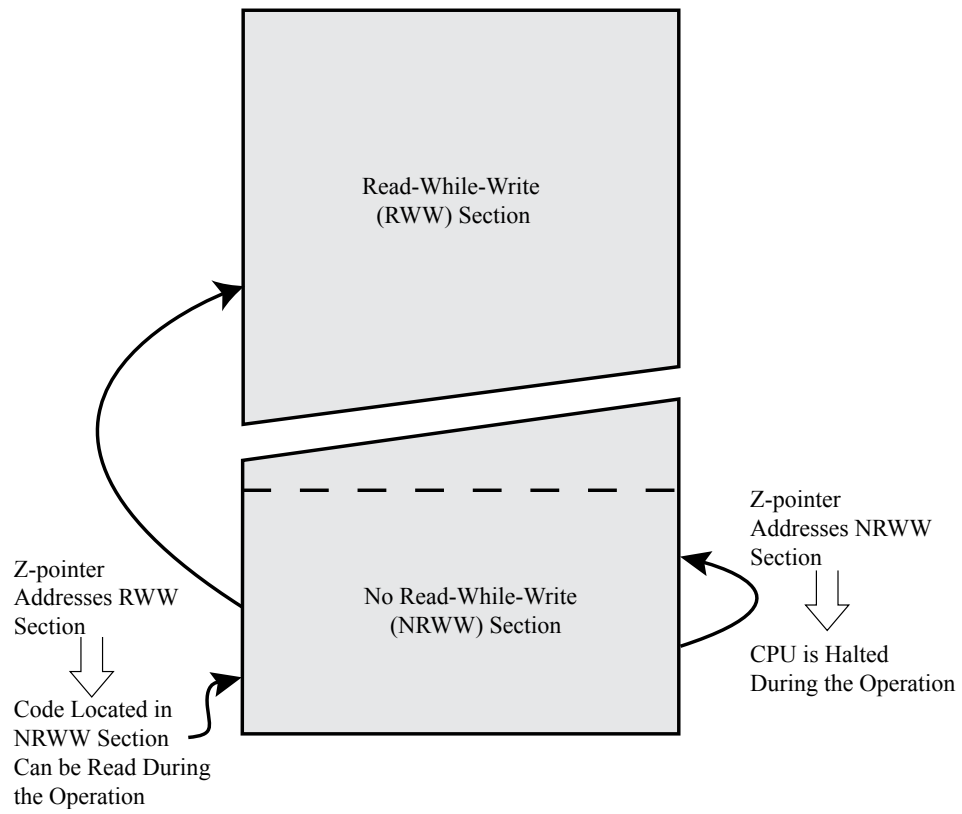 Read-While-Write
(RWW) Section
Z-pointer
Addresses NRWW
Section
Z-pointer
Addresses RWW
Section
No Read-While-Write
(NRWW) Section
CPU is Halted
During the Operation
Code Located in
NRWW Section
Can be Read During
the Operation